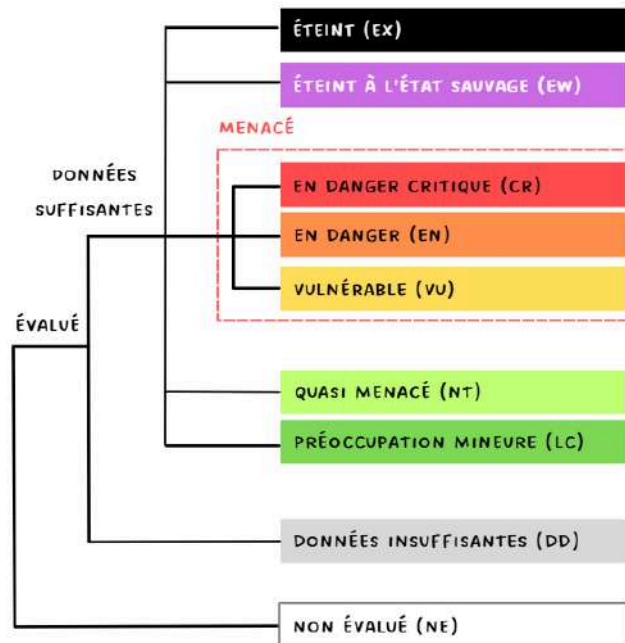 ÉTEINT (EX)
ÉTEINT À L'ÉTAT SAUVAGE (EW)
MENACÉ
DONNÉES
SUFFISANTES
EN DANGER CRITIQUE (CR)
EN DANGER (EN)
VULNÉRABLE (VU)
ÉVALUÉ
QUASI MENACÉ (NT)
PRÉOCCUPATION MINEURE (LC)
DONNÉES INSUFFISANTES (DD)
NON ÉVALUÉ (NE)